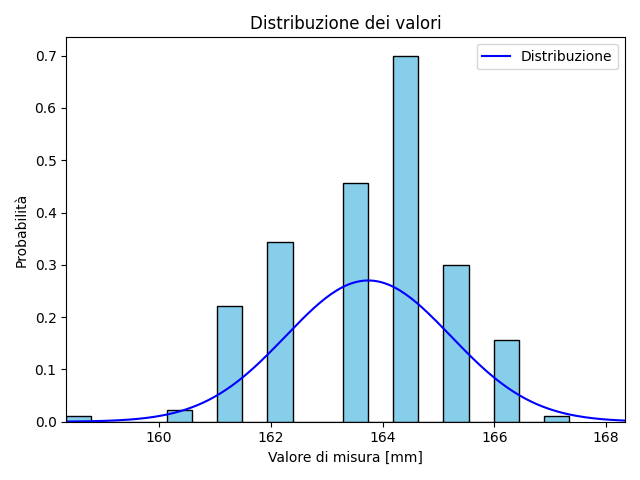 Distribuzione dei valori
Distribuzione
Probabilità
0.7
0.6
0.5
0.4
0.3
0.2
0.1
0.0
160 162 164 166 168
Valore di misura [mm]